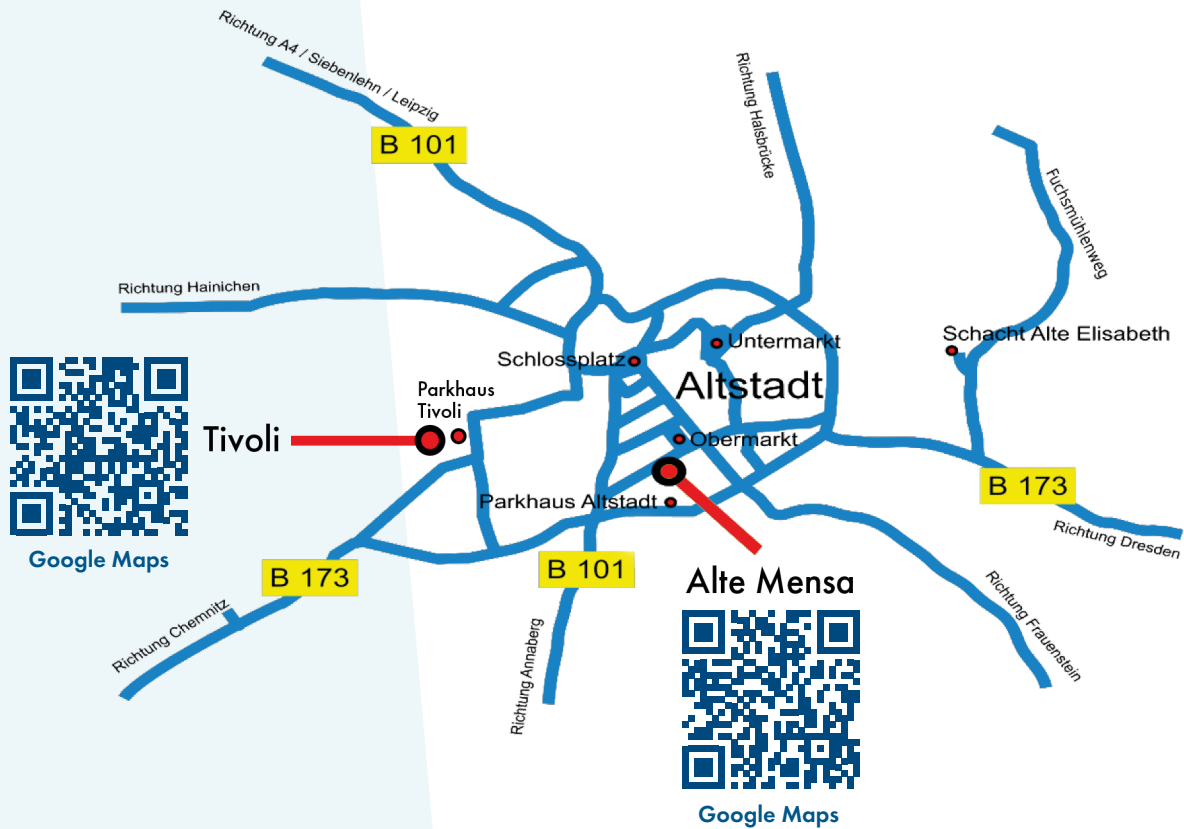 Richtung A4 / Siebenlehn / Leipzig
B 101
Richtung Halsbrücke
Fuchsmühlenweg
Richtung Hainichen
Schlossplatz
Untermarkt
Schacht Alte Elisabeth
Altstadt
Parkhaus
Tivoli
Tivoli
Obermarkt
Parkhaus Altstadt
B 173
Richtung Dresden
Google Maps
B 173
B 101
Alte Mensa
Richtung Chemnitz
Richtung Annaberg
Richtung Frauenstein
Google Maps